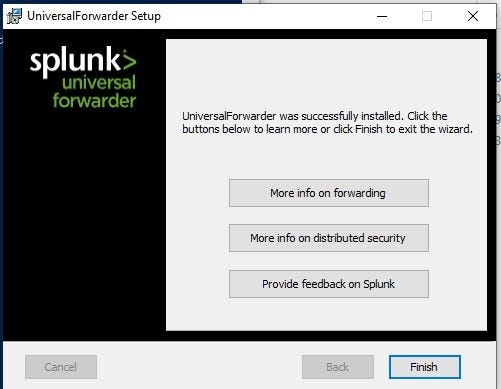 UniversalForwarder Setup
splunk>
universal
forwarder
UniversalForwarder was successfully installed. Click the
buttons below to learn more or click Finish to exit the wizard.
More info on forwarding
More info on distributed security
Provide feedback on Splunk
Cancel
Back
Finish